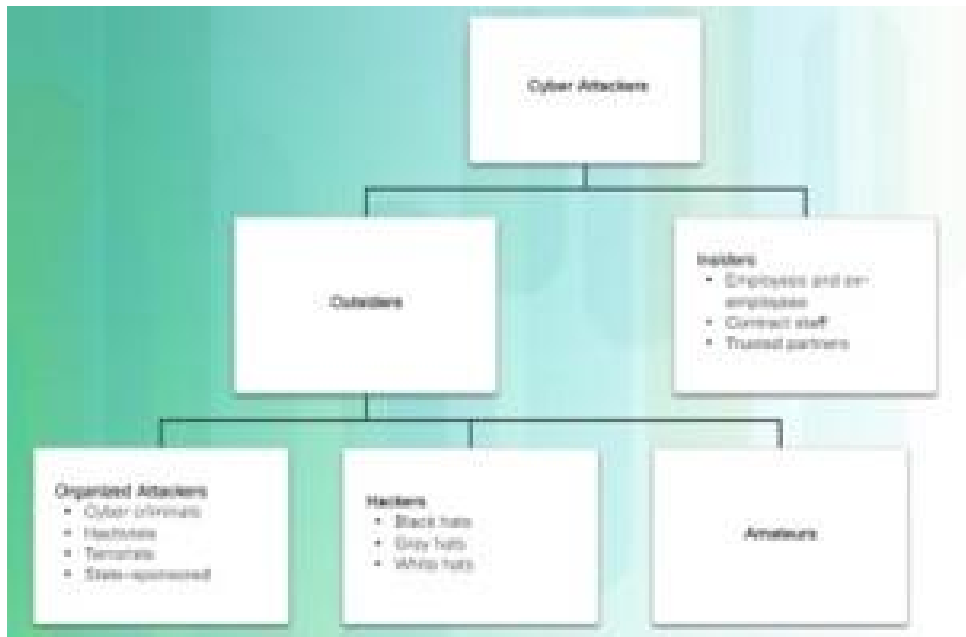 Cyber Attackers
Outsiders
Insiders
• Employees and ex-
employees
• Contract staff
• Trusted partners
Organized Attackers
• Cyber criminals
• Hactivists
• Terrorists
• State-sponsored
Hackers
• Black hats
• Gray hats
• White hats
Amateurs